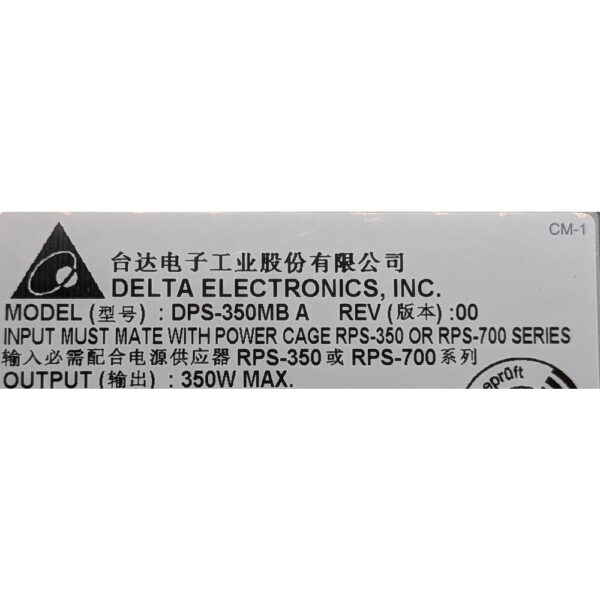 CM-1
台达电子工业股份有限公司
DELTA ELECTRONICS, INC.
MODEL (型号) : DPS-350MB A REV (版本) :00
INPUT MUST MATE WITH POWER CAGE RPS-350 OR RPS-700 SERIES
输入必需配合电源供应器 RPS-350 或 RPS-700 系列
OUTPUT (输出) : 350W MAX.
geprüft